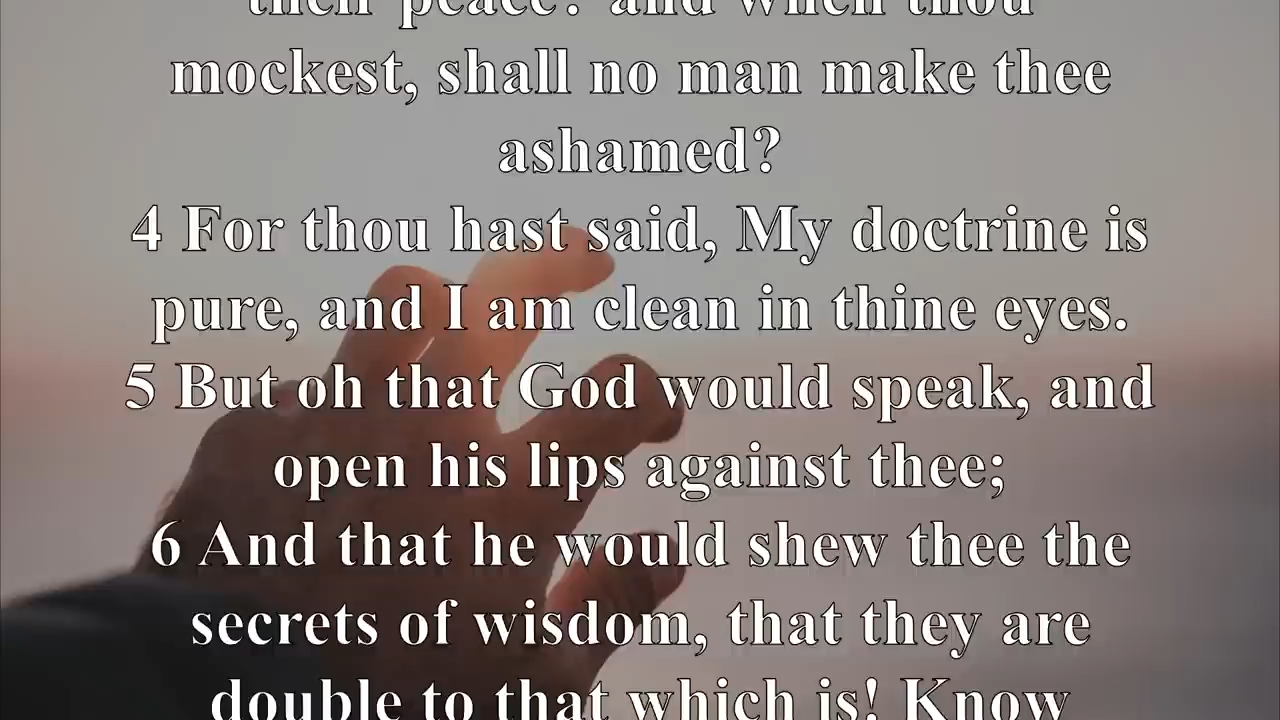 their peace? and when thou
mockest, shall no man make thee
ashamed?
4 For thou hast said, My doctrine is
pure, and I am clean in thine eyes.
5 But oh that God would speak, and
open his lips against thee;
6 And that he would shew thee the
secrets of wisdom, that they are
double to that which is! Know